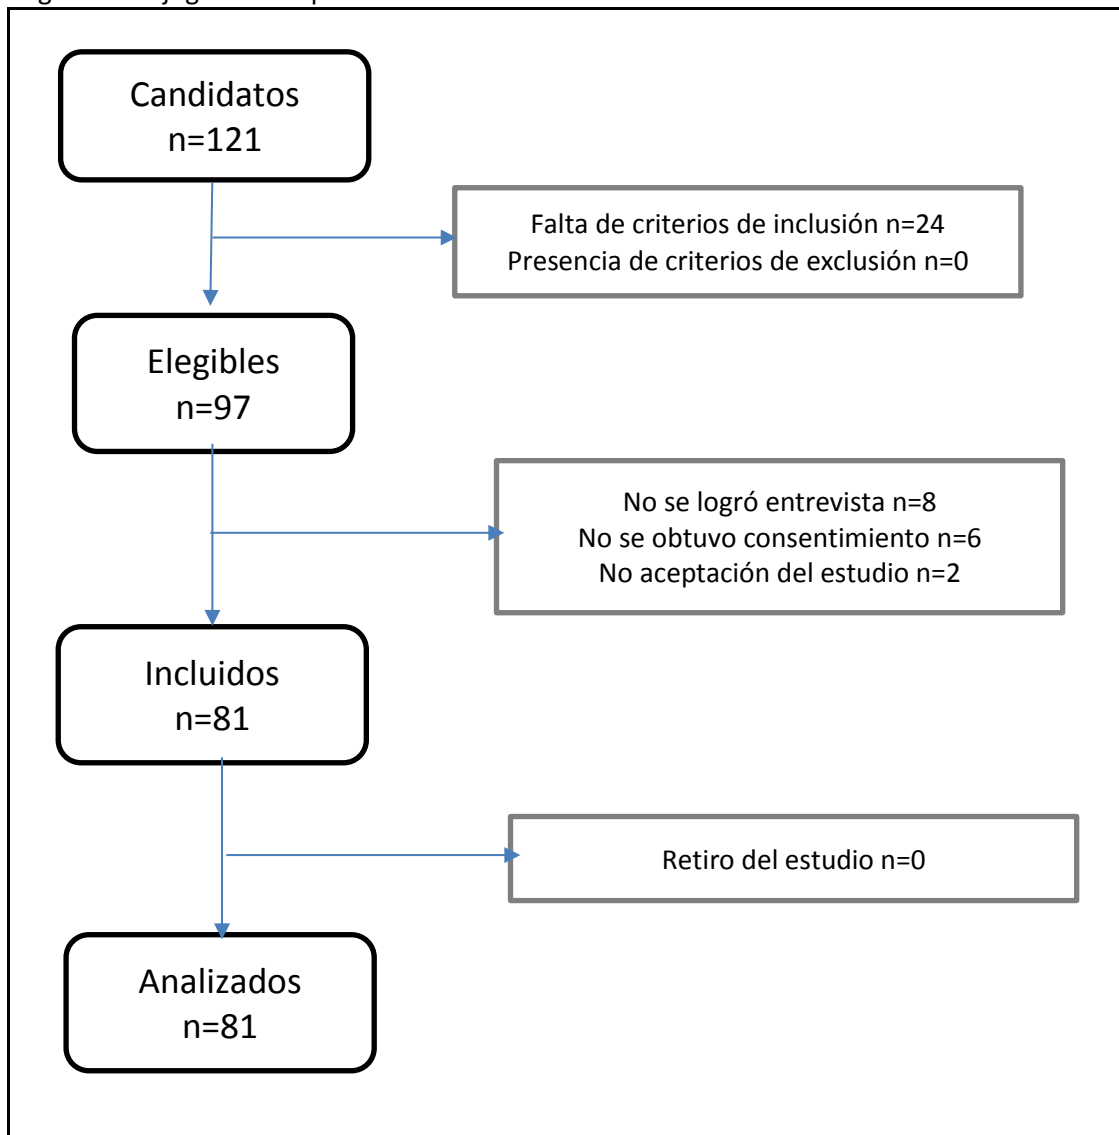 Candidatos
n=121
Falta de criterios de inclusión n=24
Presencia de criterios de exclusión n=0
Elegibles
n=97
No se logró entrevista n=8
No se obtuvo consentimiento n=6
No aceptación del estudio n=2
Incluidos
n=81
Retiro del estudio n=0
Analizados
n=81